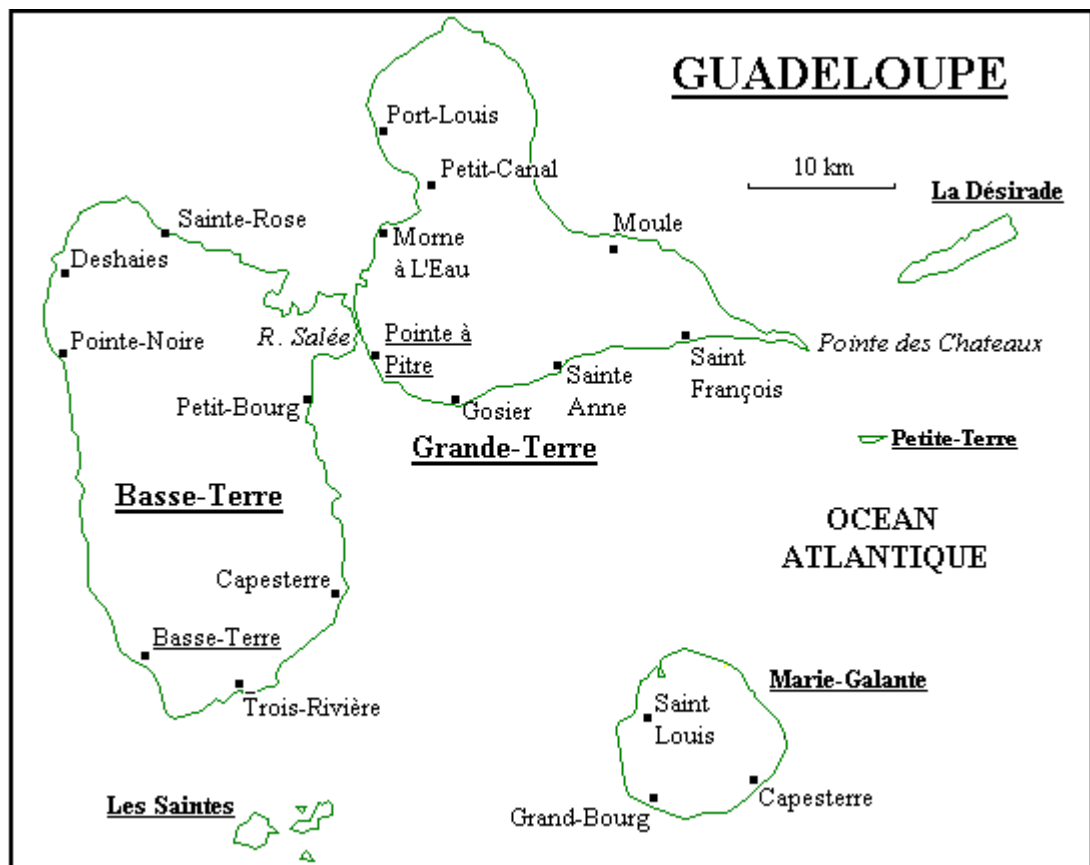 GUADELOUPE
Port-Louis
10 km
Petit-Canal
La Désirade
Sainte-Rose
Moule
Morne
à L'Eau
Deshaies
R. Salée
Pointe à
Pitre
Pointe-Noire
Pointe des Chateaux
Saint
François
Sainte
Anne
Petit-Bourg
Gosier
Grande-Terre
Petite-Terre
Basse-Terre
OCEAN
ATLANTIQUE
Capesterre
Basse-Terre
Trois-Rivière
Marie-Galante
Saint
Louis
Capesterre
Grand-Bourg
Les Saintes